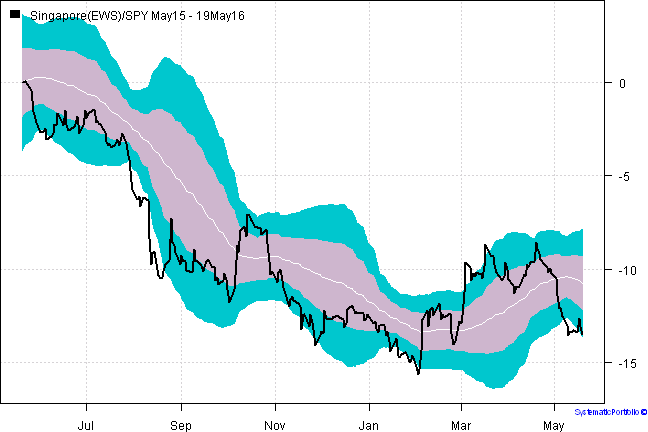 Singapore(EWS)/SPY May15 - 19May16
0
-5
-10
-15
Jul Sep Nov Jan Mar May
SystematicPortfolio ©